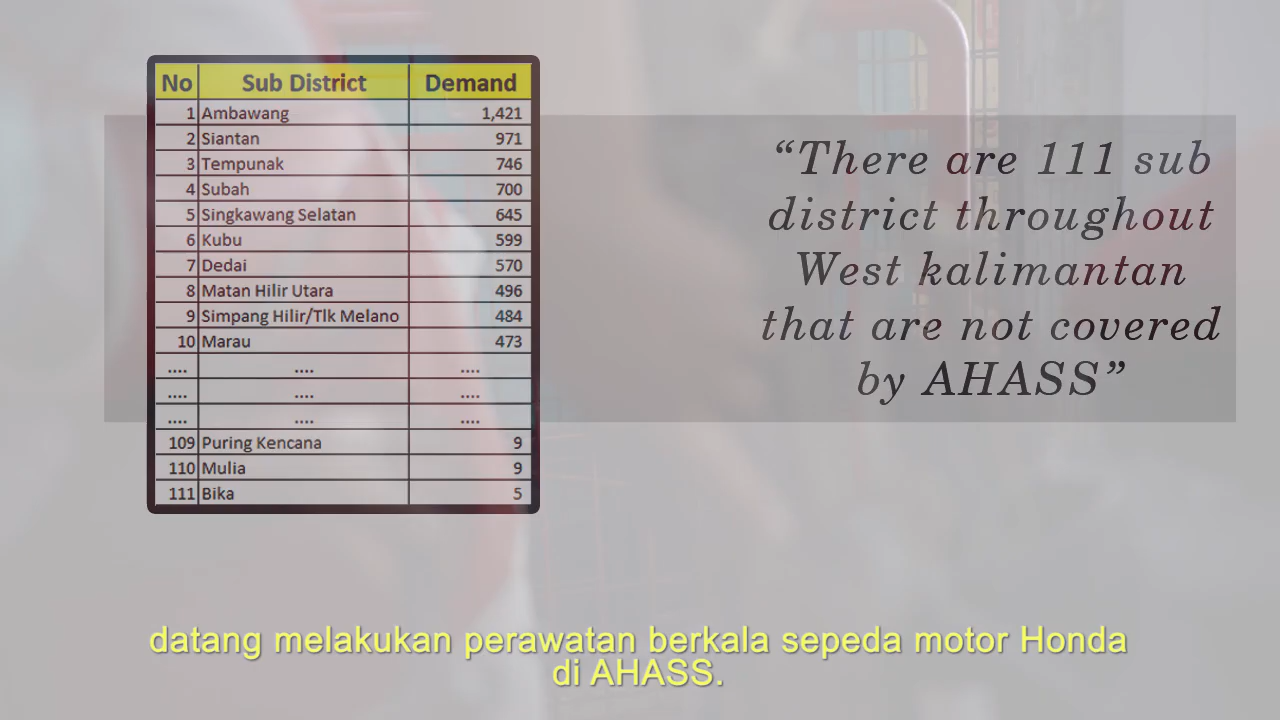 No Sub District Demand
1 Ambawang 1,421
2 Siantan 971
3 Tempunak 746
4 Subah 700
5 Singkawang Selatan 645
6 Kubu 599
7 Dedai 570
8 Matan Hilir Utara 496
9 Simpang Hilir/Tlk Melano 484
10 Marau 473
.... .... ....
.... .... ....
.... .... ....
109 Puring Kencana 9
110 Mulia 9
111 Bika 5
“There are 111 sub
district throughout
West kalimantan
that are not covered
by AHASS”
datang melakukan perawatan berkala sepeda motor Honda
di AHASS.